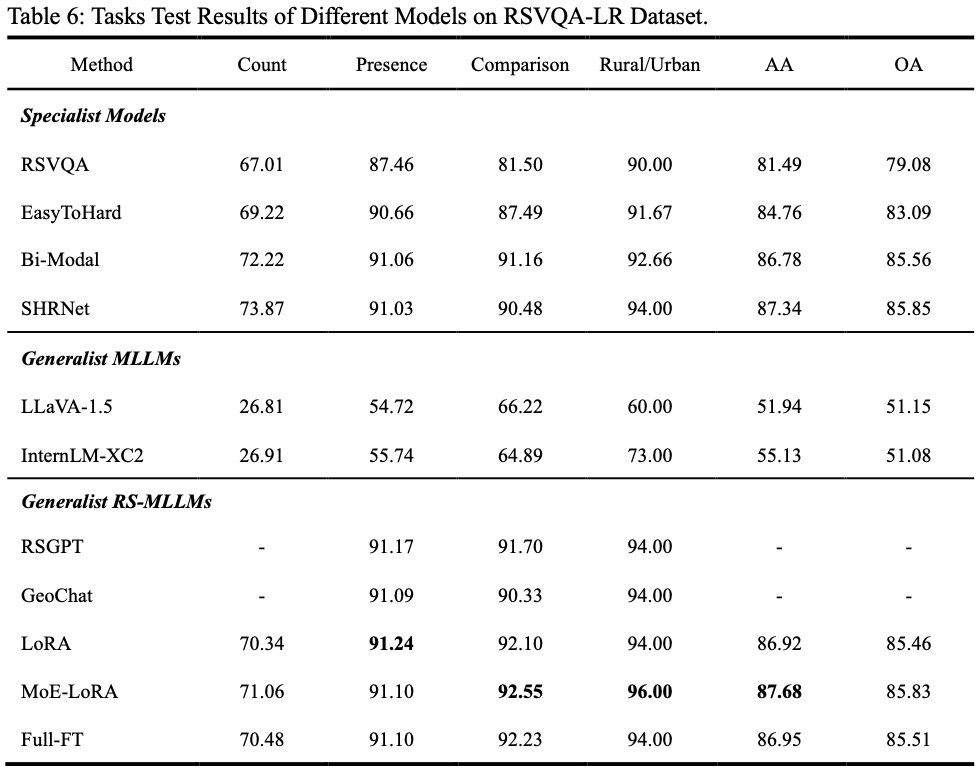 Table 6: Tasks Test Results of Different Models on RSVQA-LR Dataset.
Method Count Presence Comparison Rural/Urban AA OA
Specialist Models
RSVQA 67.01 87.46 81.50 90.00 81.49 79.08
EasyToHard 69.22 90.66 87.49 91.67 84.76 83.09
Bi-Modal 72.22 91.06 91.16 92.66 86.78 85.56
SHRNet 73.87 91.03 90.48 94.00 87.34 85.85
Generalist MLLMs
LLaVA-1.5 26.81 54.72 66.22 60.00 51.94 51.15
InternLM-XC2 26.91 55.74 64.89 73.00 55.13 51.08
Generalist RS-MLLMs
RSGPT - 91.17 91.70 94.00 - -
GeoChat - 91.09 90.33 94.00 - -
LoRA 70.34 91.24 92.10 94.00 86.92 85.46
MoE-LoRA 71.06 91.10 92.55 96.00 87.68 85.83
Full-FT 70.48 91.10 92.23 94.00 86.95 85.51